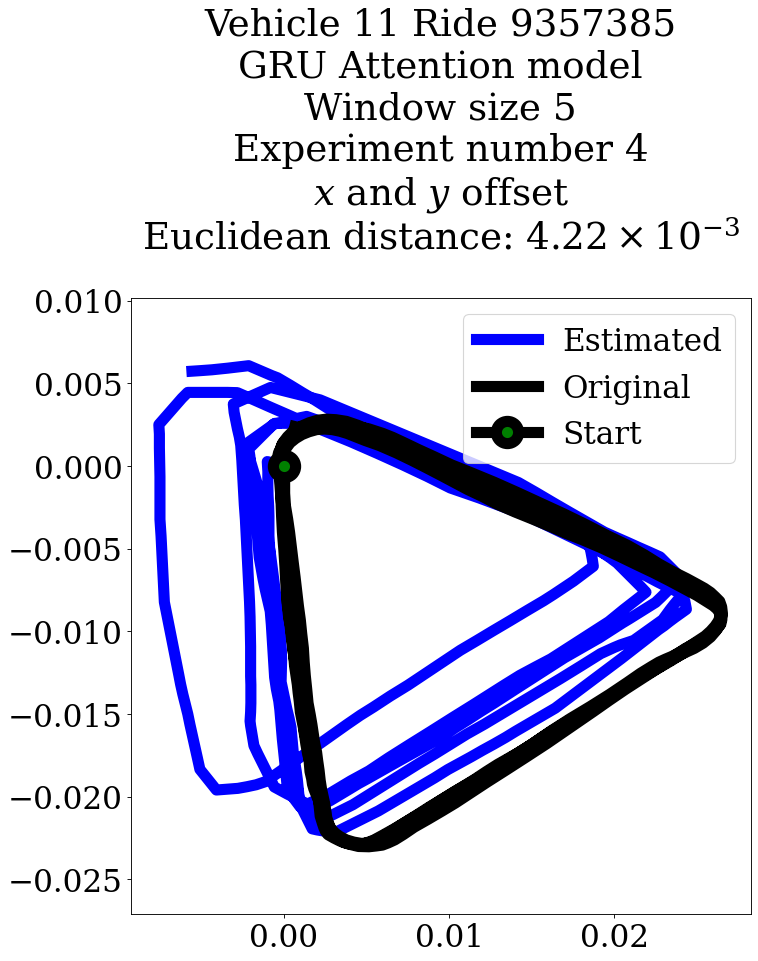 Vehicle 11 Ride 9357385
GRU Attention model
Window size 5
Experiment number 4
x and y offset
Euclidean distance: 4.22 × 10⁻³
0.010
0.005
0.000
−0.005
−0.010
−0.015
−0.020
−0.025
Estimated
Original
Start
0.00 0.01 0.02